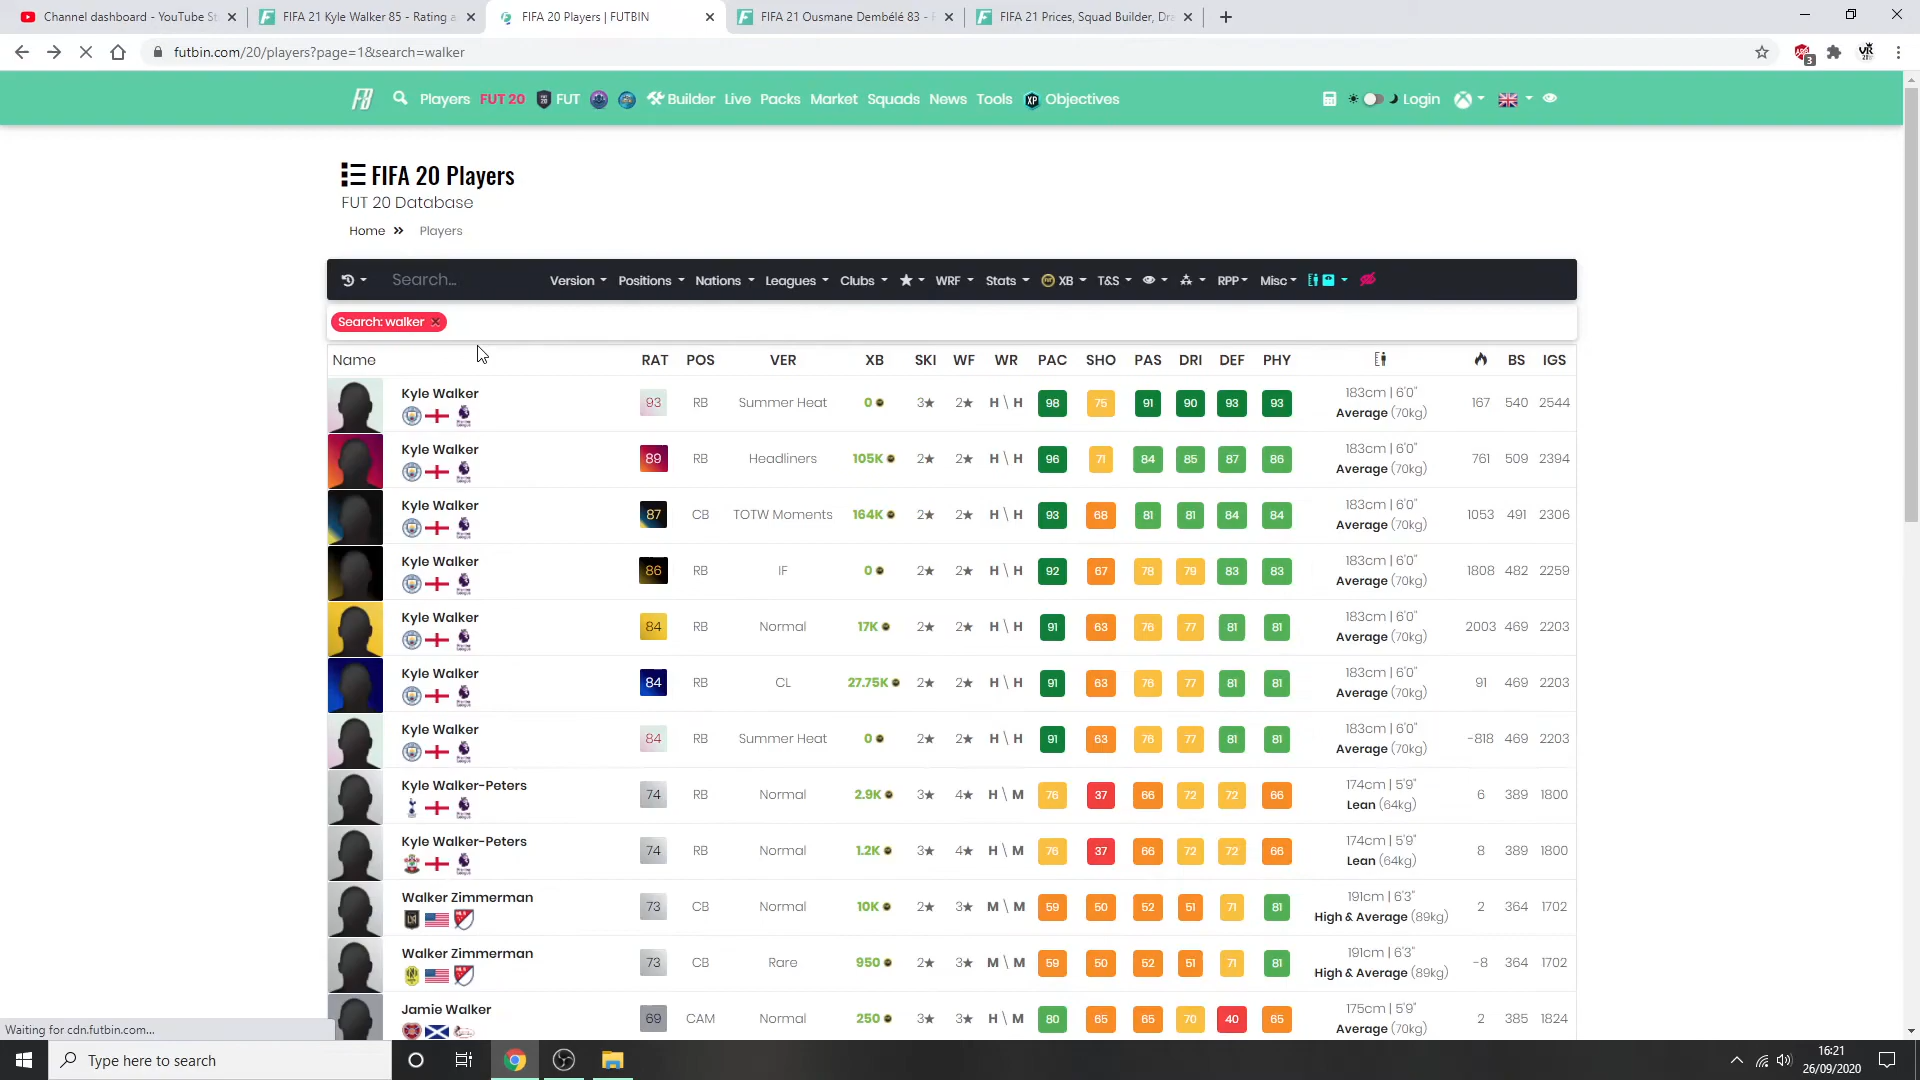 Channel dashboard - YouTube St
FIFA 21 Kyle Walker 85 - Rating a
FIFA 20 Players | FUTBIN
FIFA 21 Ousmane Dembélé 83 - F
FIFA 21 Prices, Squad Builder, Dra
futbin.com/20/players?page=1&search=walker
3
Players FUT 20 FUT Builder Live Packs Market Squads News Tools XP Objectives Login
FIFA 20 Players
FUT 20 Database
Home » Players
Search... Version Positions Nations Leagues Clubs ★ WRF Stats XB T&S RPP Misc
Search: walker ×
Name RAT POS VER XB SKI WF WR PAC SHO PAS DRI DEF PHY BS IGS
Kyle Walker 93 RB Summer Heat 0 3★ 2★ H \ H 98 75 91 90 93 93 183cm | 6'0" Average (70kg) 167 540 2544
Kyle Walker 89 RB Headliners 105K 2★ 2★ H \ H 96 71 84 85 87 86 183cm | 6'0" Average (70kg) 761 509 2394
Kyle Walker 87 CB TOTW Moments 164K 2★ 2★ H \ H 93 68 81 81 84 84 183cm | 6'0" Average (70kg) 1053 491 2306
Kyle Walker 86 RB IF 0 2★ 2★ H \ H 92 67 78 79 83 83 183cm | 6'0" Average (70kg) 1808 482 2259
Kyle Walker 84 RB Normal 17K 2★ 2★ H \ H 91 63 76 77 81 81 183cm | 6'0" Average (70kg) 2003 469 2203
Kyle Walker 84 RB CL 27.75K 2★ 2★ H \ H 91 63 76 77 81 81 183cm | 6'0" Average (70kg) 91 469 2203
Kyle Walker 84 RB Summer Heat 0 2★ 2★ H \ H 91 63 76 77 81 81 183cm | 6'0" Average (70kg) -818 469 2203
Kyle Walker-Peters 74 RB Normal 2.9K 3★ 4★ H \ M 76 37 66 72 72 66 174cm | 5'9" Lean (64kg) 6 389 1800
Kyle Walker-Peters 74 RB Normal 1.2K 3★ 4★ H \ M 76 37 66 72 72 66 174cm | 5'9" Lean (64kg) 8 389 1800
Walker Zimmerman 73 CB Normal 10K 2★ 3★ M \ M 59 50 52 51 71 81 191cm | 6'3" High & Average (89kg) 2 364 1702
Walker Zimmerman 73 CB Rare 950 2★ 3★ M \ M 59 50 52 51 71 81 191cm | 6'3" High & Average (89kg) -8 364 1702
Jamie Walker 69 CAM Normal 250 3★ 3★ H \ M 80 65 65 70 40 65 175cm | 5'9" Average (70kg) 2 385 1824
Waiting for cdn.futbin.com...
Type here to search
16:21
26/09/2020